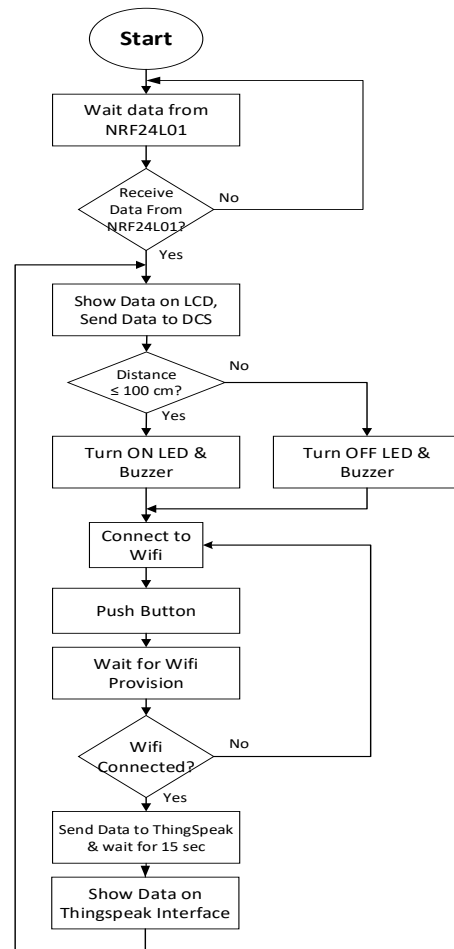 Start
Wait data from
NRF24L01
Receive
Data From
NRF24L01?
No
Yes
Show Data on LCD,
Send Data to DCS
Distance
≤ 100 cm?
No
Yes
Turn ON LED &
Buzzer
Turn OFF LED &
Buzzer
Connect to
Wifi
Push Button
Wait for Wifi
Provision
Wifi
Connected?
No
Yes
Send Data to ThingSpeak
& wait for 15 sec
Show Data on
Thingspeak Interface